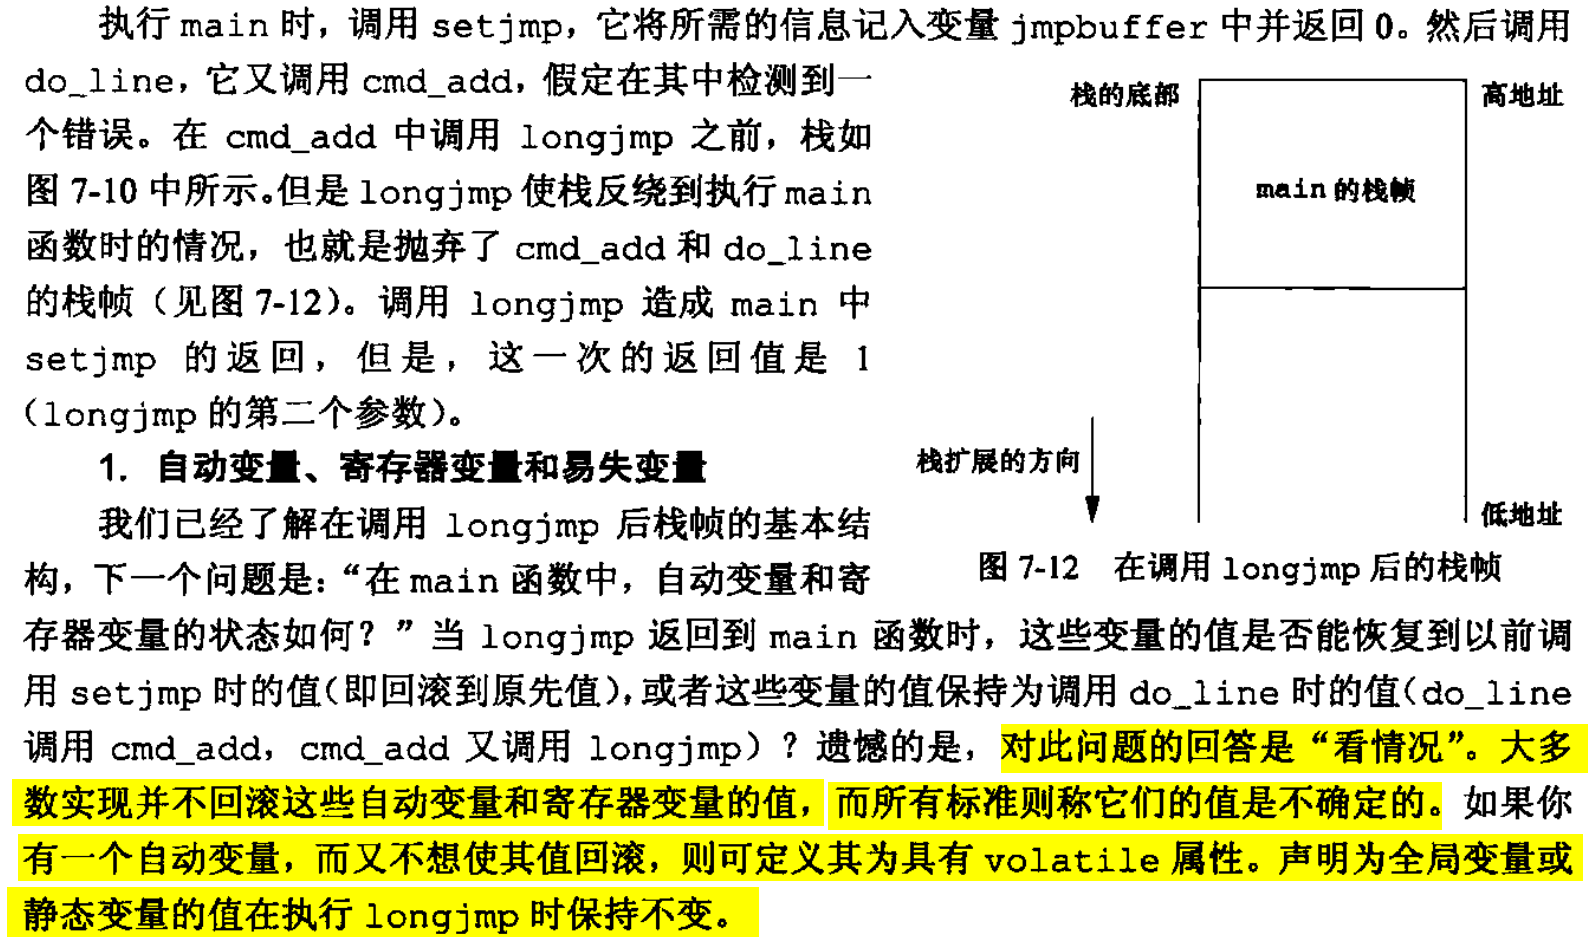 执行 main 时，调用 setjmp，它将所需的信息记入变量 jmpbuffer 中并返回 0。然后调用
do_line，它又调用 cmd_add，假定在其中检测到一
个错误。在 cmd_add 中调用 longjmp 之前，栈如
图 7-10 中所示。但是 longjmp 使栈反绕到执行 main
函数时的情况，也就是抛弃了 cmd_add 和 do_line
的栈帧（见图 7-12）。调用 longjmp 造成 main 中
setjmp 的返回，但是，这一次的返回值是 1
（longjmp 的第二个参数）。
栈的底部
高地址
main 的栈帧
栈扩展的方向
低地址
图 7-12 在调用 longjmp 后的栈帧
1. 自动变量、寄存器变量和易失变量
我们已经了解在调用 longjmp 后栈帧的基本结
构，下一个问题是：“在 main 函数中，自动变量和寄
存器变量的状态如何？”当 longjmp 返回到 main 函数时，这些变量的值是否能恢复到以前调
用 setjmp 时的值（即回滚到原先值），或者这些变量的值保持为调用 do_line 时的值（do_line
调用 cmd_add，cmd_add 又调用 longjmp）？遗憾的是，对此问题的回答是“看情况”。大多
数实现并不回滚这些自动变量和寄存器变量的值，而所有标准则称它们的值是不确定的。如果你
有一个自动变量，而又不想使其值回滚，则可定义其为具有 volatile 属性。声明为全局变量或
静态变量的值在执行 longjmp 时保持不变。